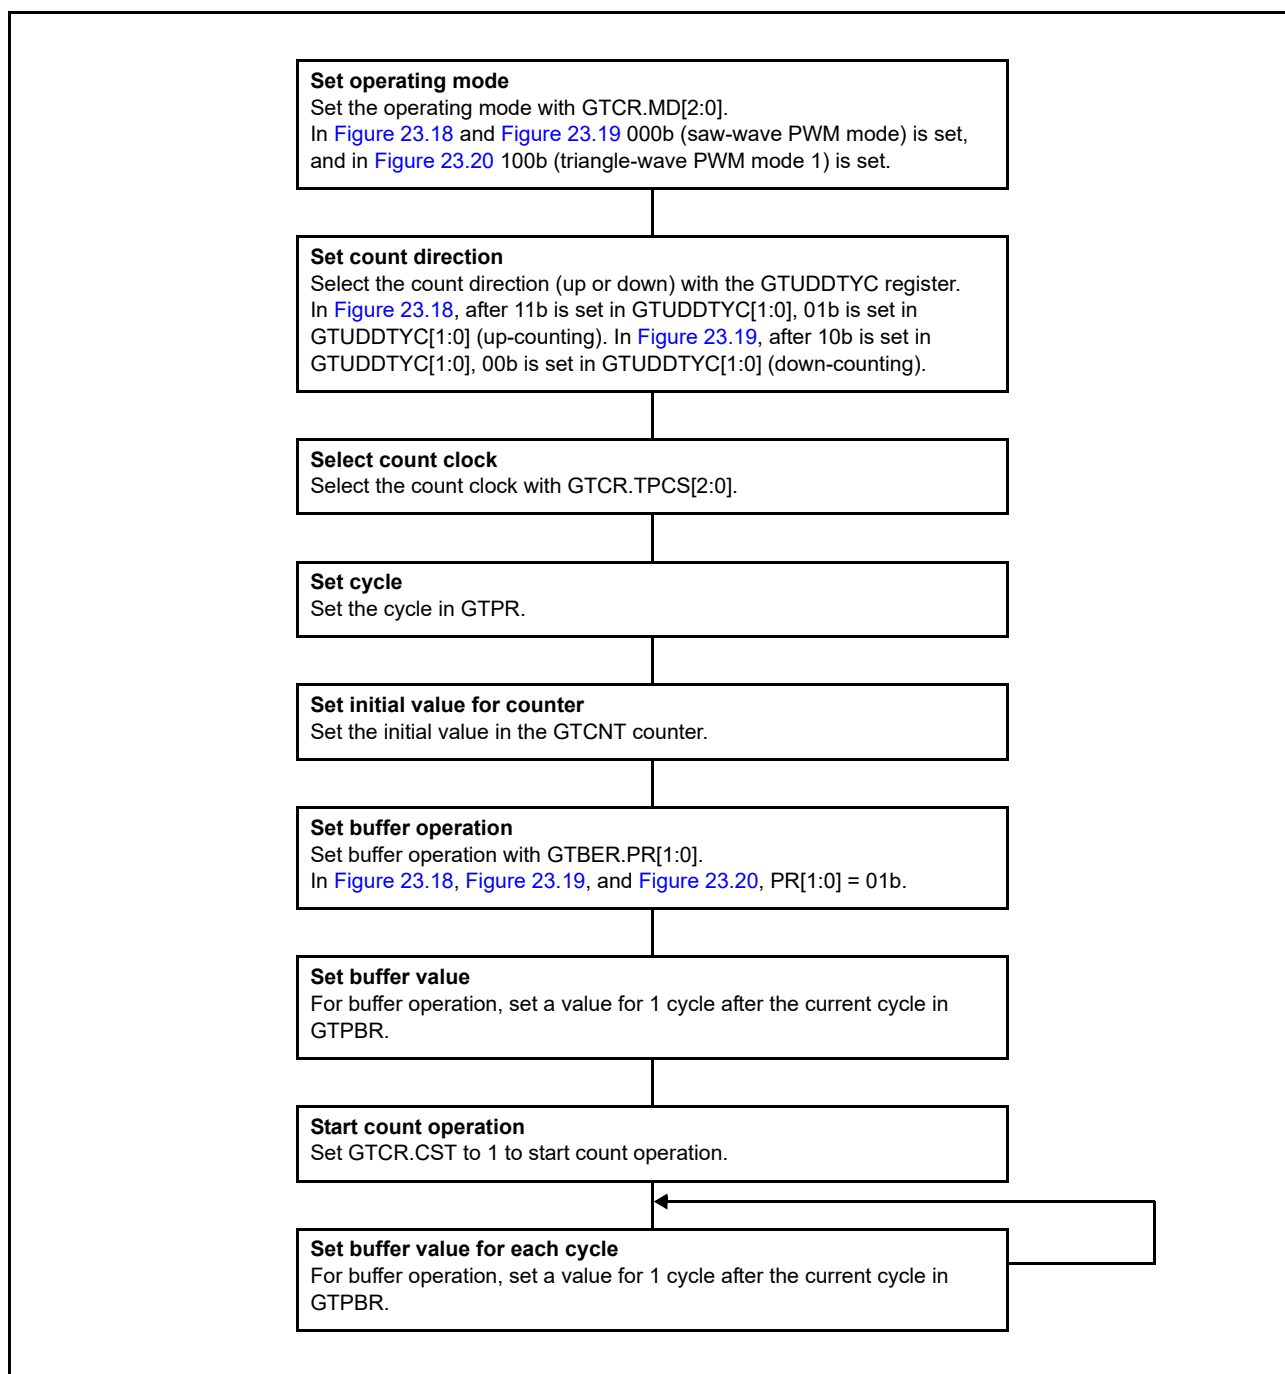 Set operating mode
Set the operating mode with GTCR.MD[2:0].
In Figure 23.18 and Figure 23.19 000b (saw-wave PWM mode) is set,
and in Figure 23.20 100b (triangle-wave PWM mode 1) is set.
Set count direction
Select the count direction (up or down) with the GTUDDTYC register.
In Figure 23.18, after 11b is set in GTUDDTYC[1:0], 01b is set in
GTUDDTYC[1:0] (up-counting). In Figure 23.19, after 10b is set in
GTUDDTYC[1:0], 00b is set in GTUDDTYC[1:0] (down-counting).
Select count clock
Select the count clock with GTCR.TPCS[2:0].
Set cycle
Set the cycle in GTPR.
Set initial value for counter
Set the initial value in the GTCNT counter.
Set buffer operation
Set buffer operation with GTBER.PR[1:0].
In Figure 23.18, Figure 23.19, and Figure 23.20, PR[1:0] = 01b.
Set buffer value
For buffer operation, set a value for 1 cycle after the current cycle in
GTPBR.
Start count operation
Set GTCR.CST to 1 to start count operation.
Set buffer value for each cycle
For buffer operation, set a value for 1 cycle after the current cycle in
GTPBR.